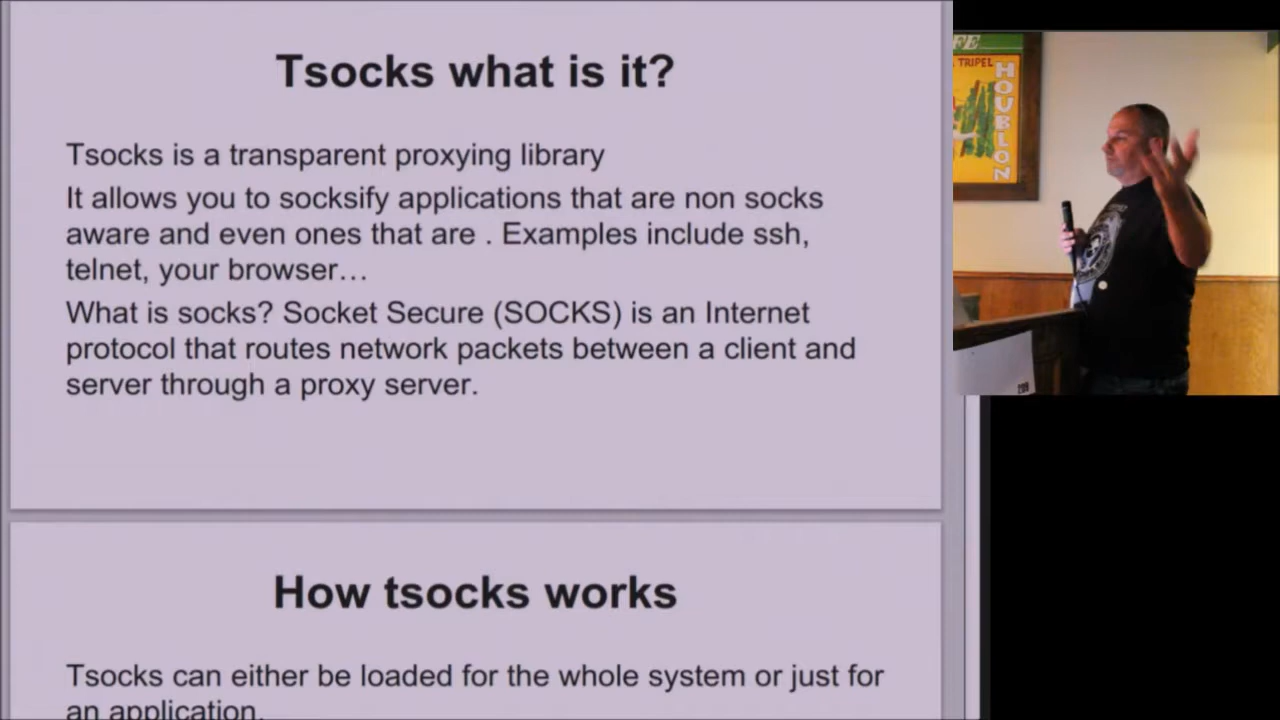 Tsocks what is it?
Tsocks is a transparent proxying library
It allows you to socksify applications that are non socks
aware and even ones that are . Examples include ssh,
telnet, your browser…
What is socks? Socket Secure (SOCKS) is an Internet
protocol that routes network packets between a client and
server through a proxy server.
How tsocks works
Tsocks can either be loaded for the whole system or just for
an application.
TRIPEL
HOUBLON